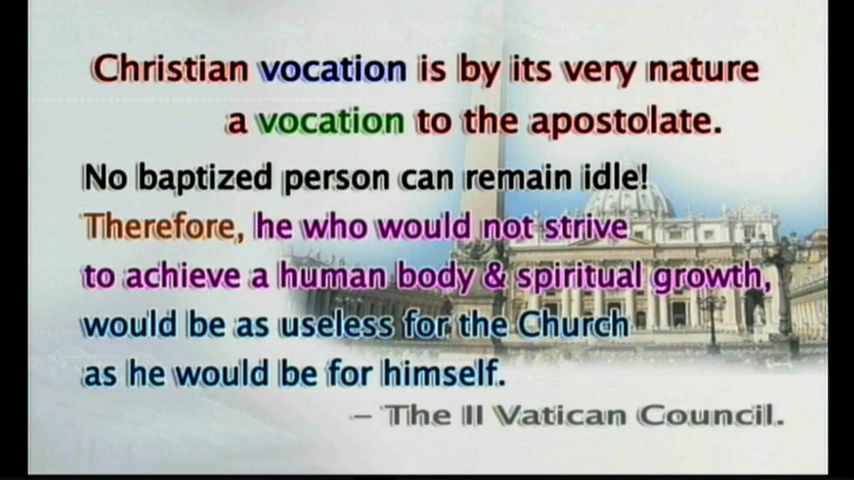 Christian vocation is by its very nature
a vocation to the apostolate.
No baptized person can remain idle!
Therefore, he who would not strive
to achieve a human body & spiritual growth,
would be as useless for the Church
as he would be for himself.
– The II Vatican Council.